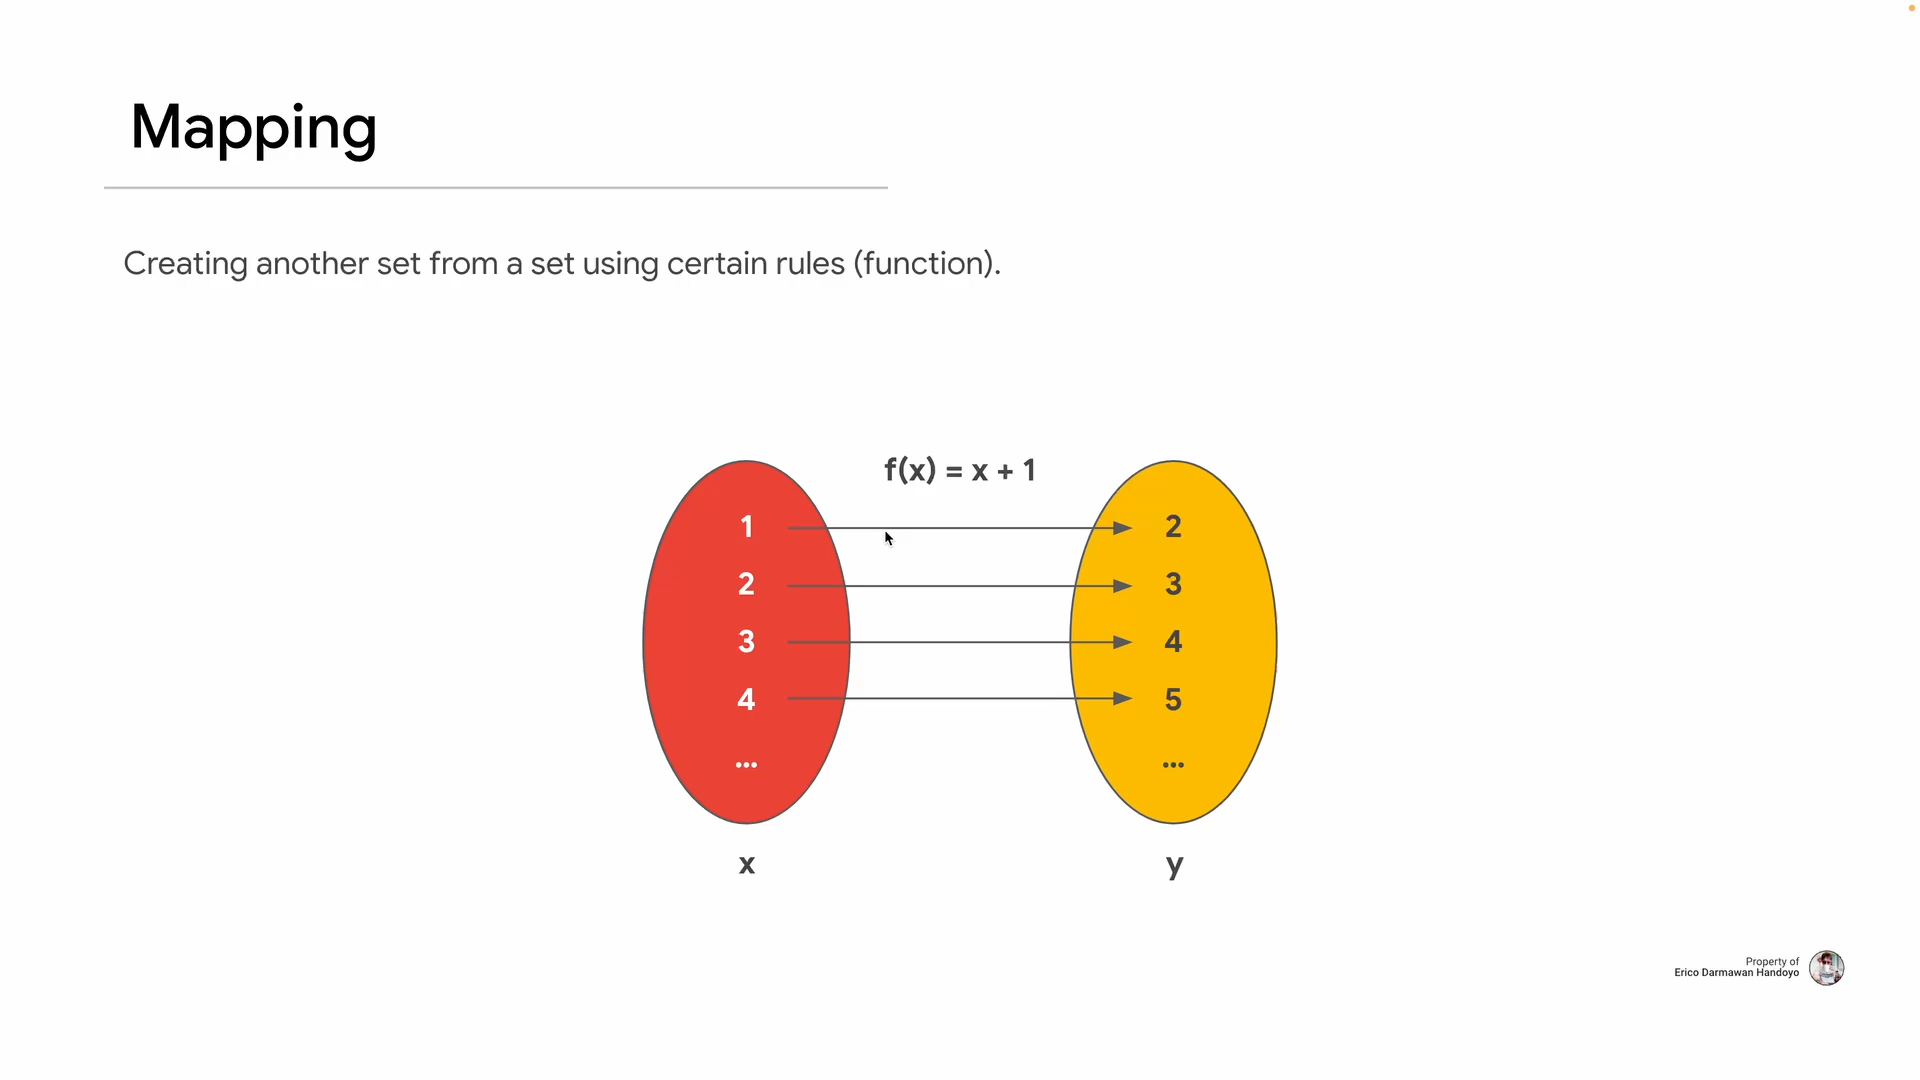 Mapping
Creating another set from a set using certain rules (function).
f(x) = x + 1
1
2
2
3
3
4
4
5
...
...
x
y
Property of
Erico Darmawan Handoyo